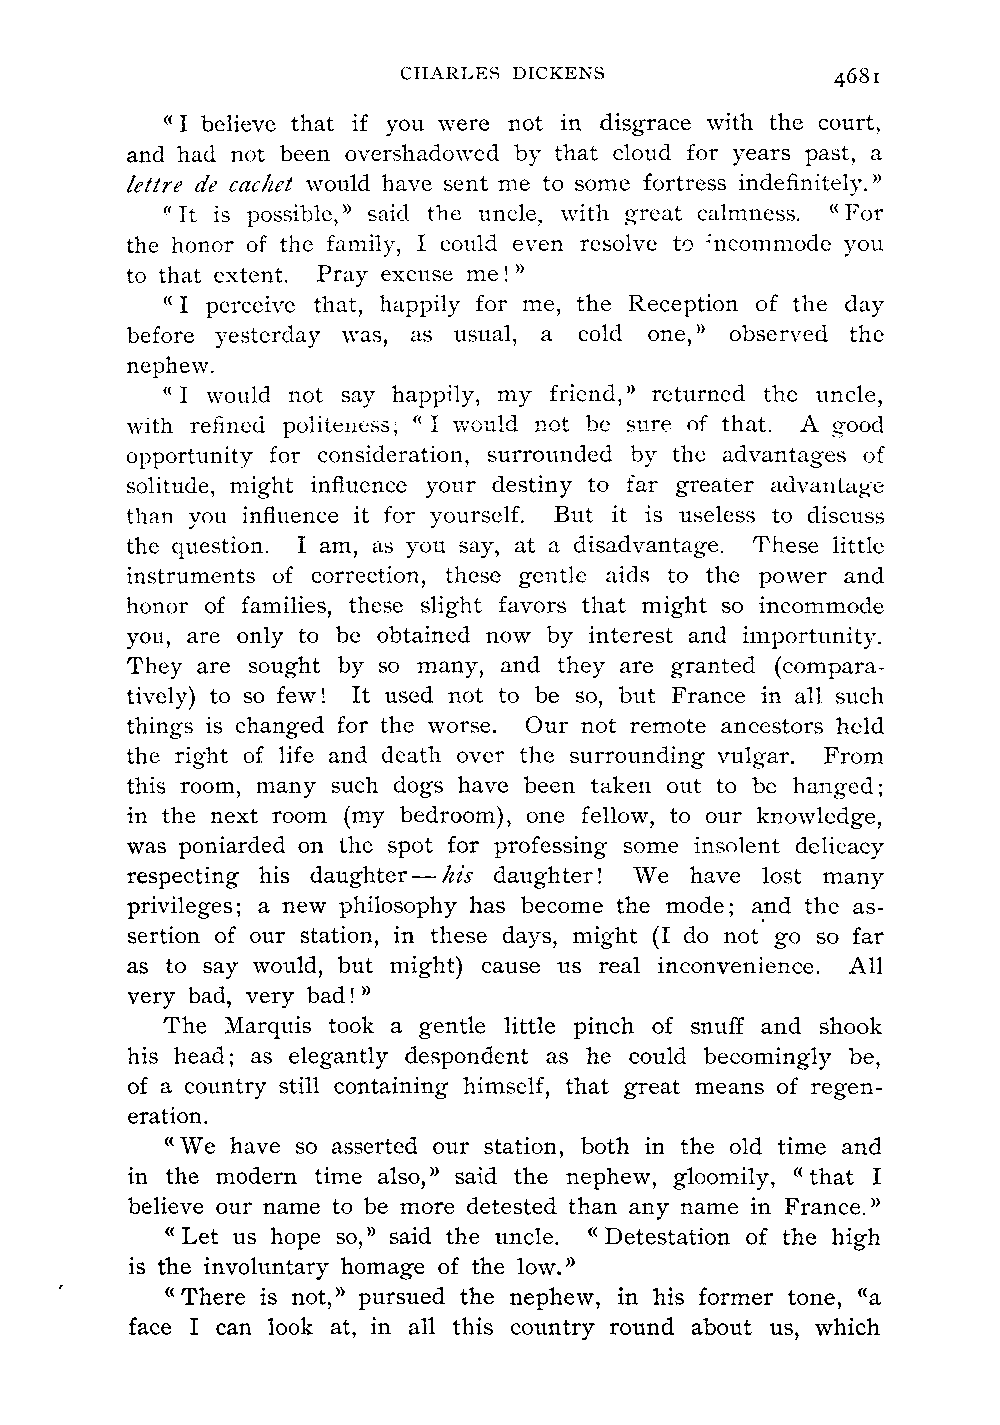 CHARLES DICKENS 4681
“I believe that if you were not in disgrace with the court,
and had not been overshadowed by that cloud for years past, a
lettre de cachet would have sent me to some fortress indefinitely.”
“It is possible,” said the uncle, with great calmness. “For
the honor of the family, I could even resolve to incommode you
to that extent. Pray excuse me!”
“I perceive that, happily for me, the Reception of the day
before yesterday was, as usual, a cold one,” observed the
nephew.
“I would not say happily, my friend,” returned the uncle,
with refined politeness; “I would not be sure of that. A good
opportunity for consideration, surrounded by the advantages of
solitude, might influence your destiny to far greater advantage
than you influence it for yourself. But it is useless to discuss
the question. I am, as you say, at a disadvantage. These little
instruments of correction, these gentle aids to the power and
honor of families, these slight favors that might so incommode
you, are only to be obtained now by interest and importunity.
They are sought by so many, and they are granted (compara-
tively) to so few! It used not to be so, but France in all such
things is changed for the worse. Our not remote ancestors held
the right of life and death over the surrounding vulgar. From
this room, many such dogs have been taken out to be hanged;
in the next room (my bedroom), one fellow, to our knowledge,
was poniarded on the spot for professing some insolent delicacy
respecting his daughter—his daughter! We have lost many
privileges; a new philosophy has become the mode; and the as-
sertion of our station, in these days, might (I do not go so far
as to say would, but might) cause us real inconvenience. All
very bad, very bad!”
The Marquis took a gentle little pinch of snuff and shook
his head; as elegantly despondent as he could becomingly be,
of a country still containing himself, that great means of regen-
eration.
“We have so asserted our station, both in the old time and
in the modern time also,” said the nephew, gloomily, “that I
believe our name to be more detested than any name in France.”
“Let us hope so,” said the uncle. “Detestation of the high
is the involuntary homage of the low.”
“There is not,” pursued the nephew, in his former tone, “a
face I can look at, in all this country round about us, which